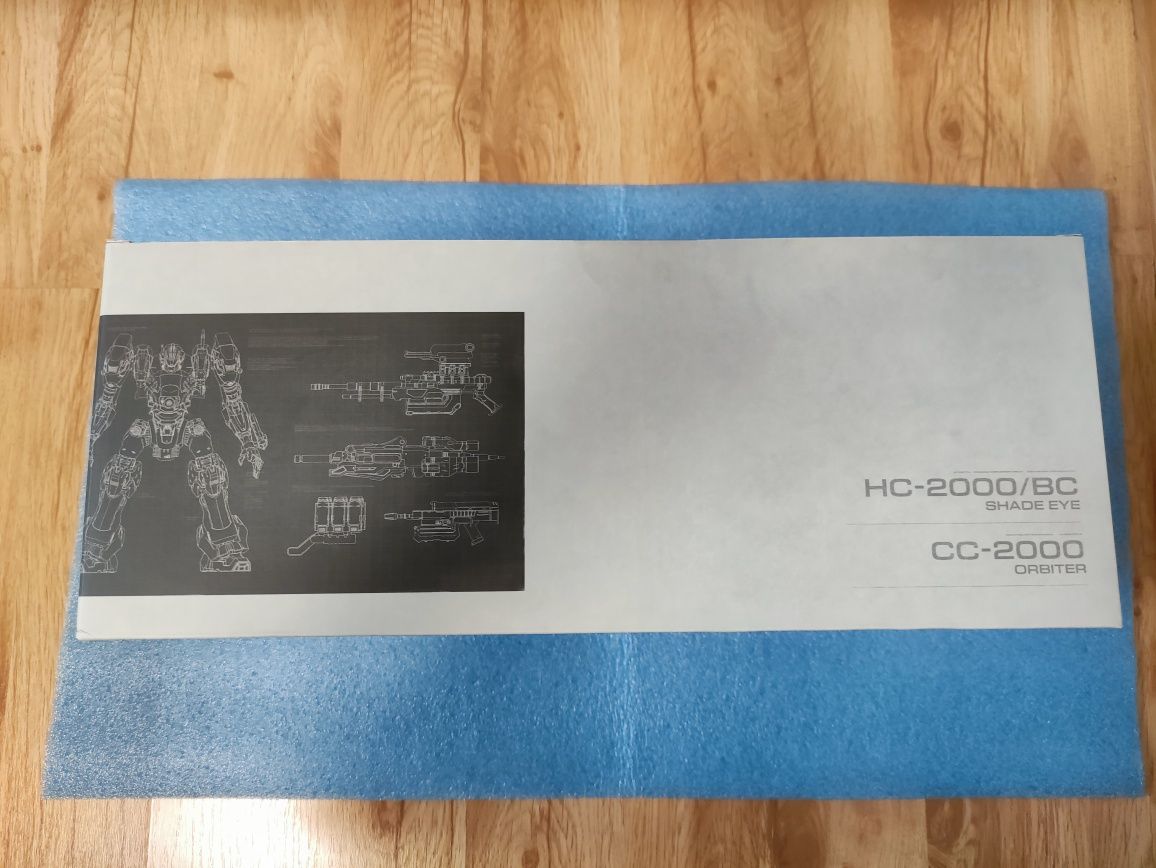 HC-2000/BC
SHADE EYE
CC-2000
ORBITER